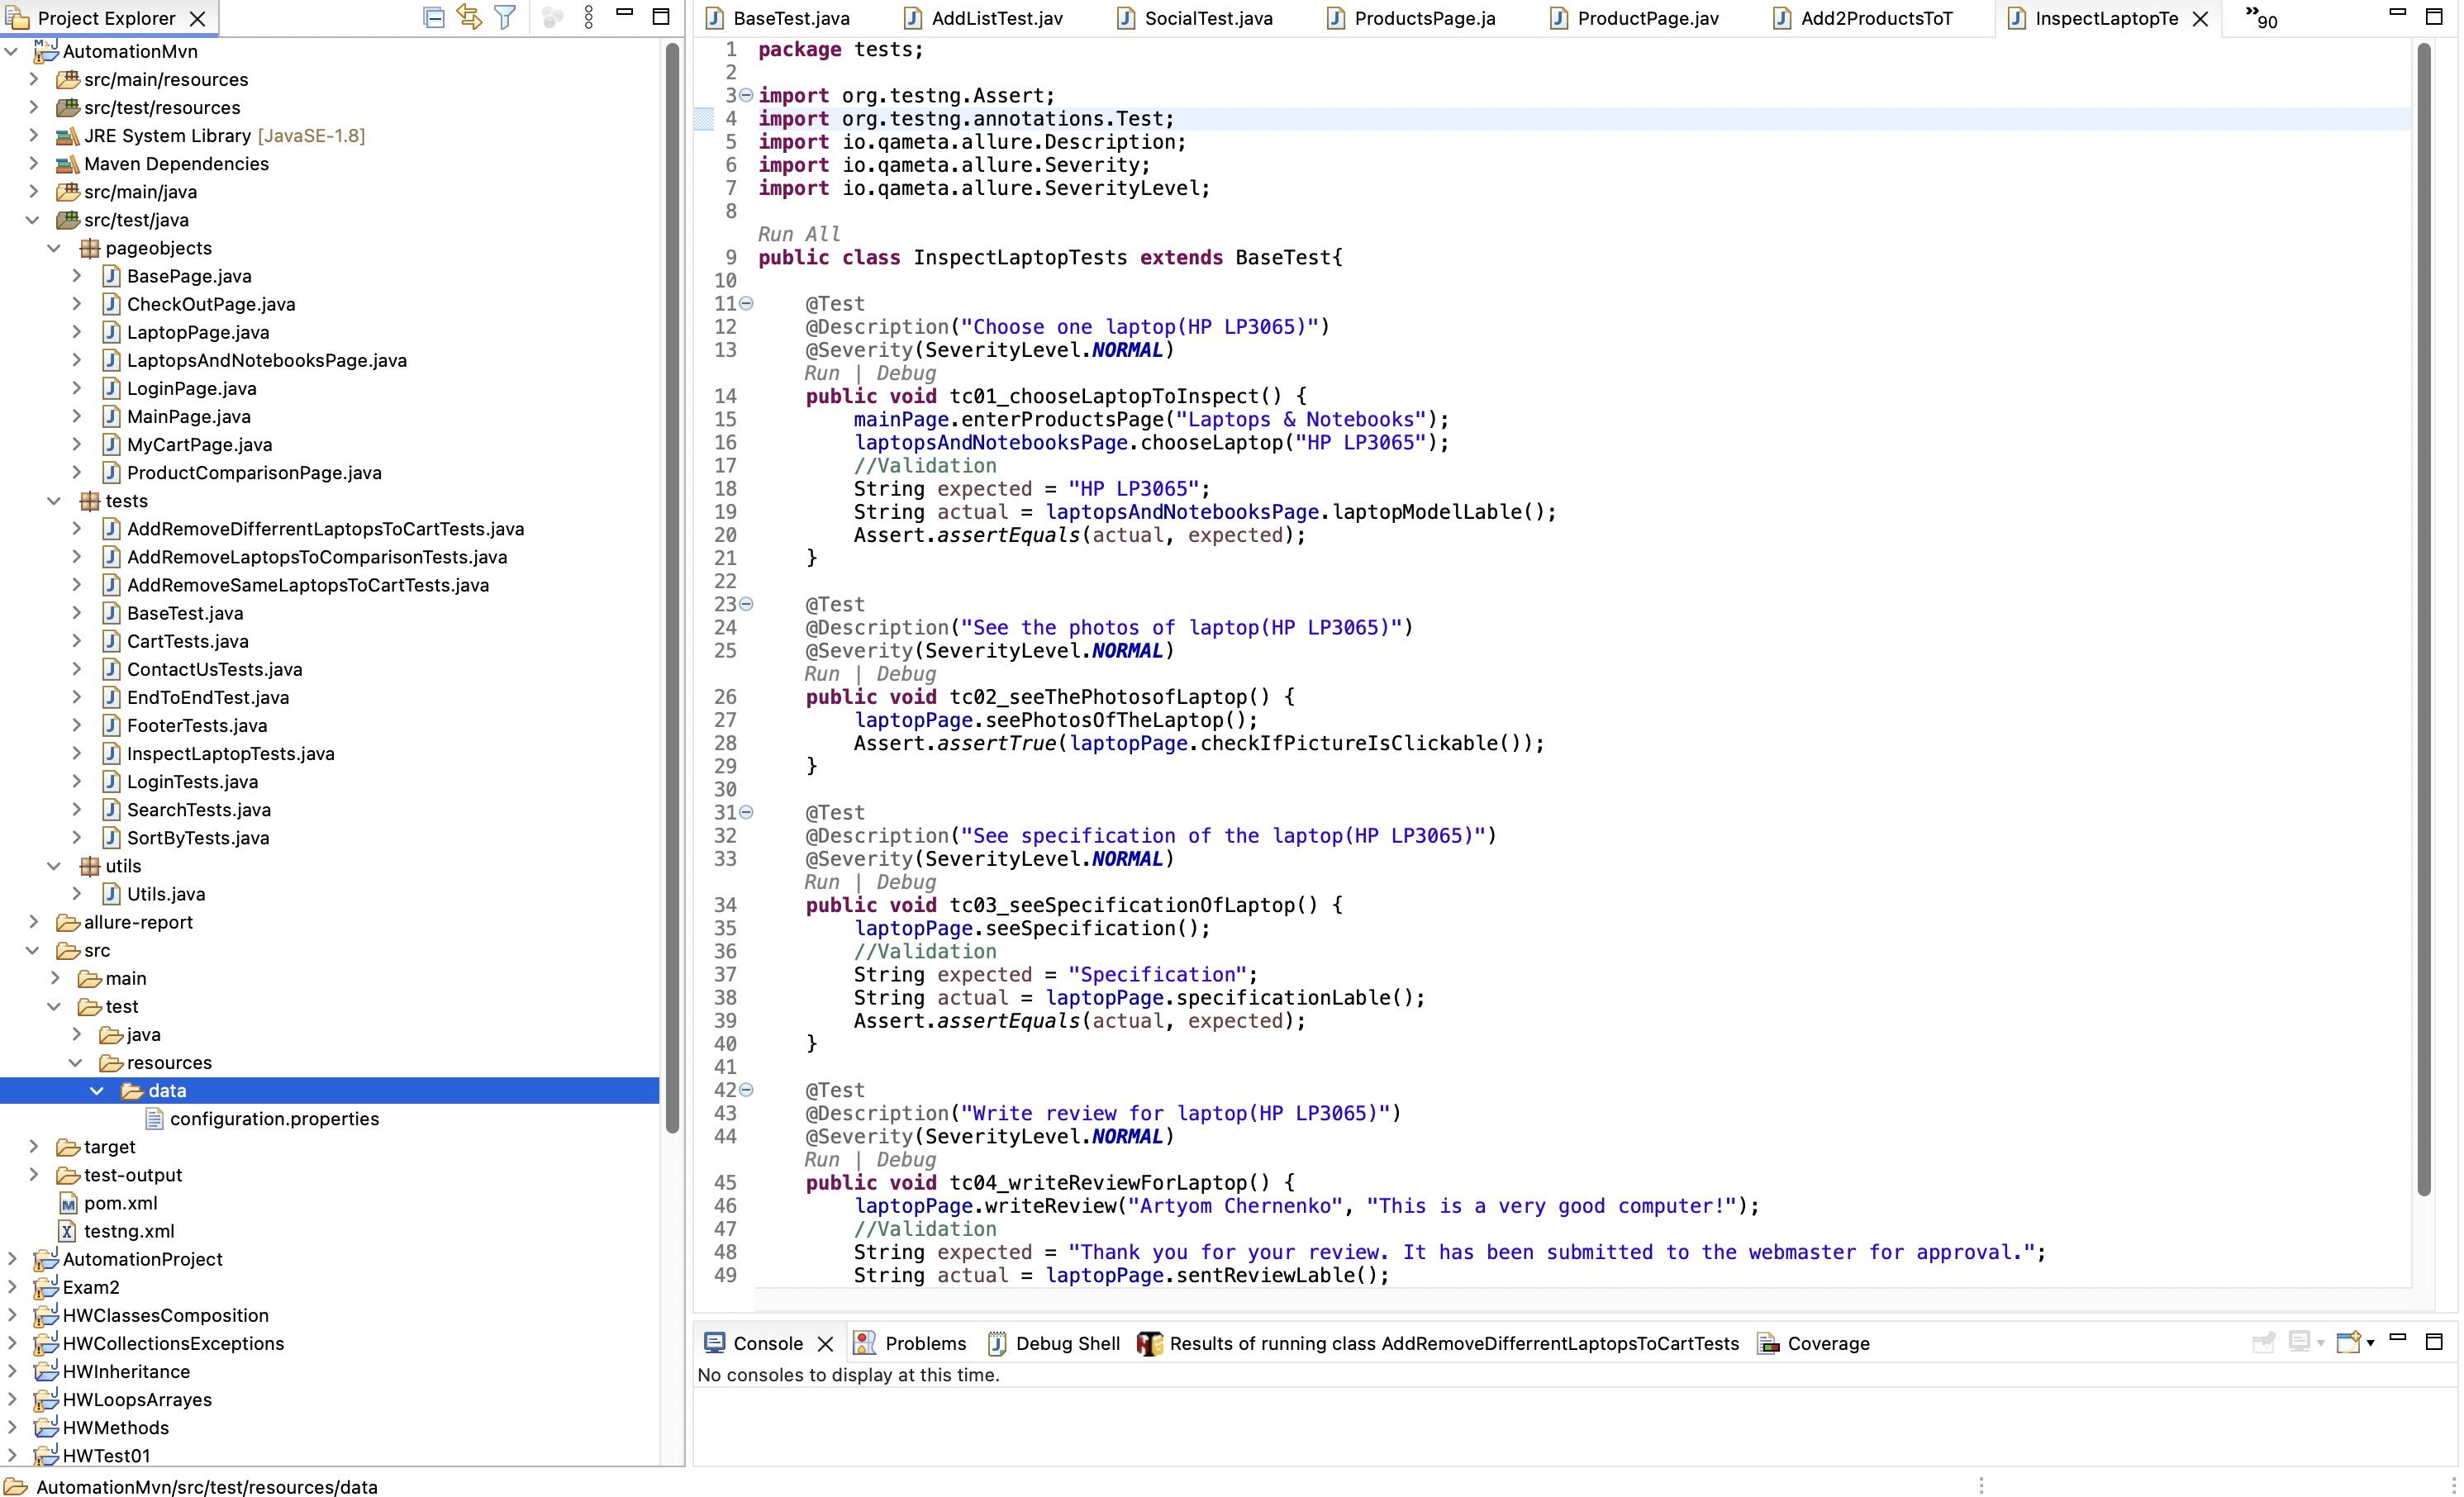 Project Explorer
AutomationMvn
src/main/resources
src/test/resources
JRE System Library [JavaSE-1.8]
Maven Dependencies
src/main/java
src/test/java
pageobjects
BasePage.java
CheckOutPage.java
LaptopPage.java
LaptopsAndNotebooksPage.java
LoginPage.java
MainPage.java
MyCartPage.java
ProductComparisonPage.java
tests
AddRemoveDifferrentLaptopsToCartTests.java
AddRemoveLaptopsToComparisonTests.java
AddRemoveSameLaptopsToCartTests.java
BaseTest.java
CartTests.java
ContactUsTests.java
EndToEndTest.java
FooterTests.java
InspectLaptopTests.java
LoginTests.java
SearchTests.java
SortByTests.java
utils
Utils.java
allure-report
src
main
test
java
resources
data
configuration.properties
target
test-output
pom.xml
testng.xml
AutomationProject
Exam2
HWClassesComposition
HWCollectionsExceptions
HWInheritance
HWLoopsArrayes
HWMethods
HWTest01
BaseTest.java AddListTest.jav SocialTest.java ProductsPage.ja ProductPage.jav Add2ProductsToT InspectLaptopTe »90
1 package tests;
2
3 import org.testng.Assert;
4 import org.testng.annotations.Test;
5 import io.qameta.allure.Description;
6 import io.qameta.allure.Severity;
7 import io.qameta.allure.SeverityLevel;
8
Run All
9 public class InspectLaptopTests extends BaseTest{
10
11 @Test
12 @Description("Choose one laptop(HP LP3065)")
13 @Severity(SeverityLevel.NORMAL)
Run | Debug
14 public void tc01_chooseLaptopToInspect() {
15 mainPage.enterProductsPage("Laptops & Notebooks");
16 laptopsAndNotebooksPage.chooseLaptop("HP LP3065");
17 //Validation
18 String expected = "HP LP3065";
19 String actual = laptopsAndNotebooksPage.laptopModelLable();
20 Assert.assertEquals(actual, expected);
21 }
22
23 @Test
24 @Description("See the photos of laptop(HP LP3065)")
25 @Severity(SeverityLevel.NORMAL)
Run | Debug
26 public void tc02_seeThePhotosofLaptop() {
27 laptopPage.seePhotosOfTheLaptop();
28 Assert.assertTrue(laptopPage.checkIfPictureIsClickable());
29 }
30
31 @Test
32 @Description("See specification of the laptop(HP LP3065)")
33 @Severity(SeverityLevel.NORMAL)
Run | Debug
34 public void tc03_seeSpecificationOfLaptop() {
35 laptopPage.seeSpecification();
36 //Validation
37 String expected = "Specification";
38 String actual = laptopPage.specificationLable();
39 Assert.assertEquals(actual, expected);
40 }
41
42 @Test
43 @Description("Write review for laptop(HP LP3065)")
44 @Severity(SeverityLevel.NORMAL)
Run | Debug
45 public void tc04_writeReviewForLaptop() {
46 laptopPage.writeReview("Artyom Chernenko", "This is a very good computer!");
47 //Validation
48 String expected = "Thank you for your review. It has been submitted to the webmaster for approval.";
49 String actual = laptopPage.sentReviewLable();
Console Problems Debug Shell Results of running class AddRemoveDifferrentLaptopsToCartTests Coverage
No consoles to display at this time.
AutomationMvn/src/test/resources/data